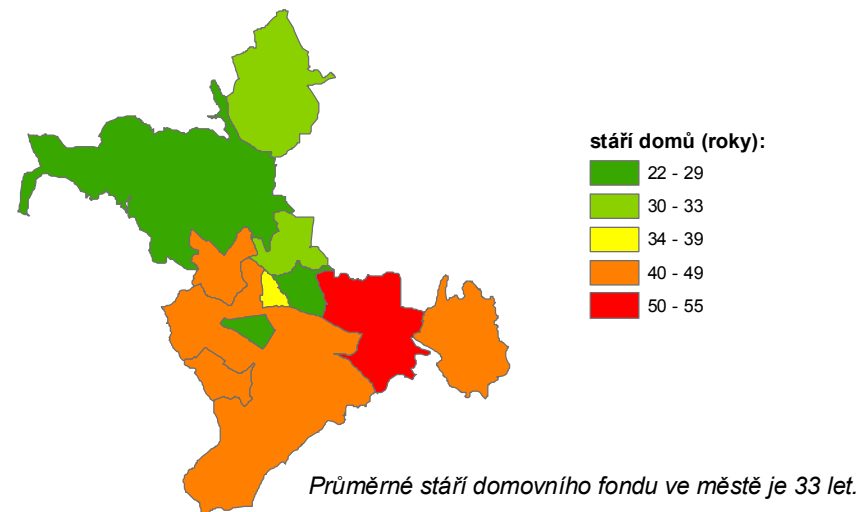 stáří domů (roky):
22 - 29
30 - 33
34 - 39
40 - 49
50 - 55
Průměrné stáří domovního fondu ve městě je 33 let.